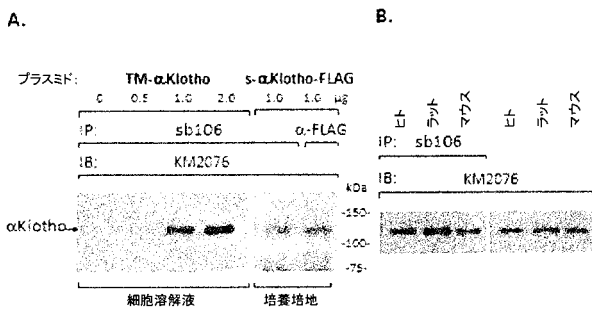 A.
プラスミド: TM-αKlotho s-αKlotho-FLAG
0 0.5 1.0 2.0 1.0 1.0 μg
IP: sb106 α-FLAG
IB: KM2076
kDa
αKlotho
-150-
-100-
-75-
細胞溶解液 培養培地
B.
ヒト ラット マウス ヒト ラット マウス
IP: sb106
IB: KM2076